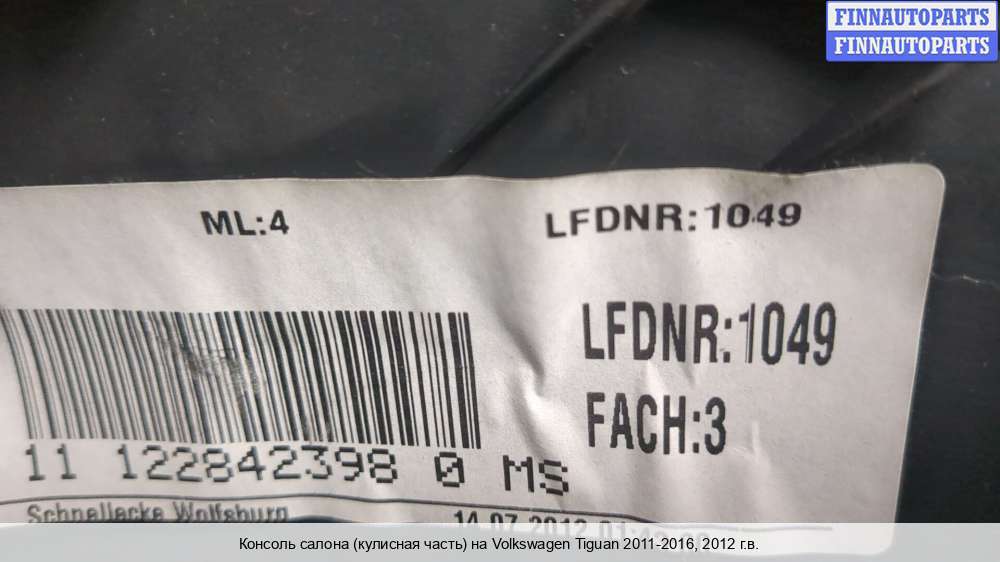 FINNAUTOPARTS
FINNAUTOPARTS
ML:4
LFDNR:1049
LFDNR:1049
FACH:3
11 122842398 0 MS
Schnellecke Wolfsburg
14.07.2012
Консоль салона (кулисная часть) на Volkswagen Tiguan 2011-2016, 2012 г.в.